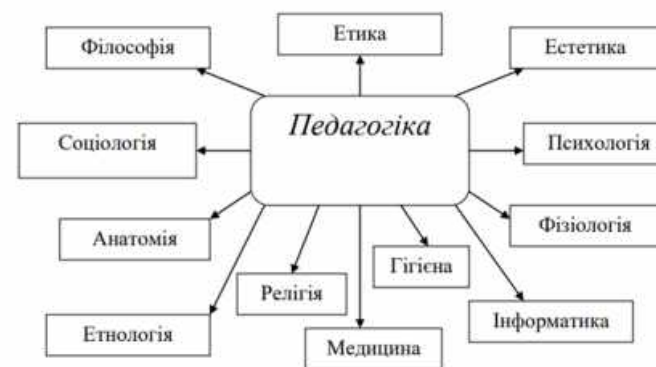 Етика
Філософія
Естетика
Педагогіка
Соціологія
Психологія
Анатомія
Фізіологія
Гігієна
Релігія
Інформатика
Етнологія
Медицина